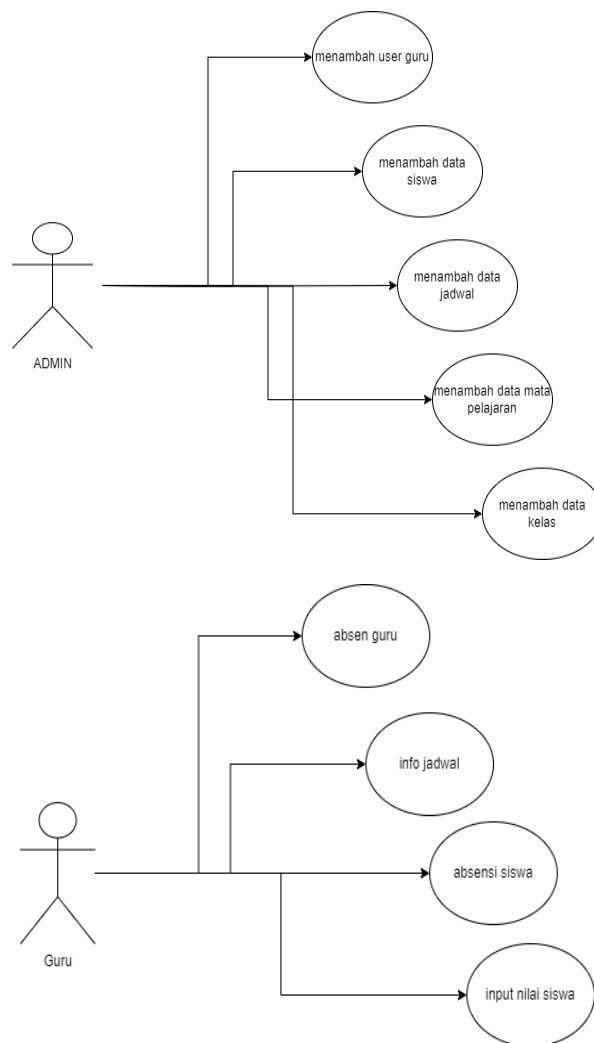 menambah user guru
menambah data
siswa
menambah data
jadwal
ADMIN
menambah data mata
pelajaran
menambah data
kelas
absen guru
info jadwal
absensi siswa
Guru
input nilai siswa